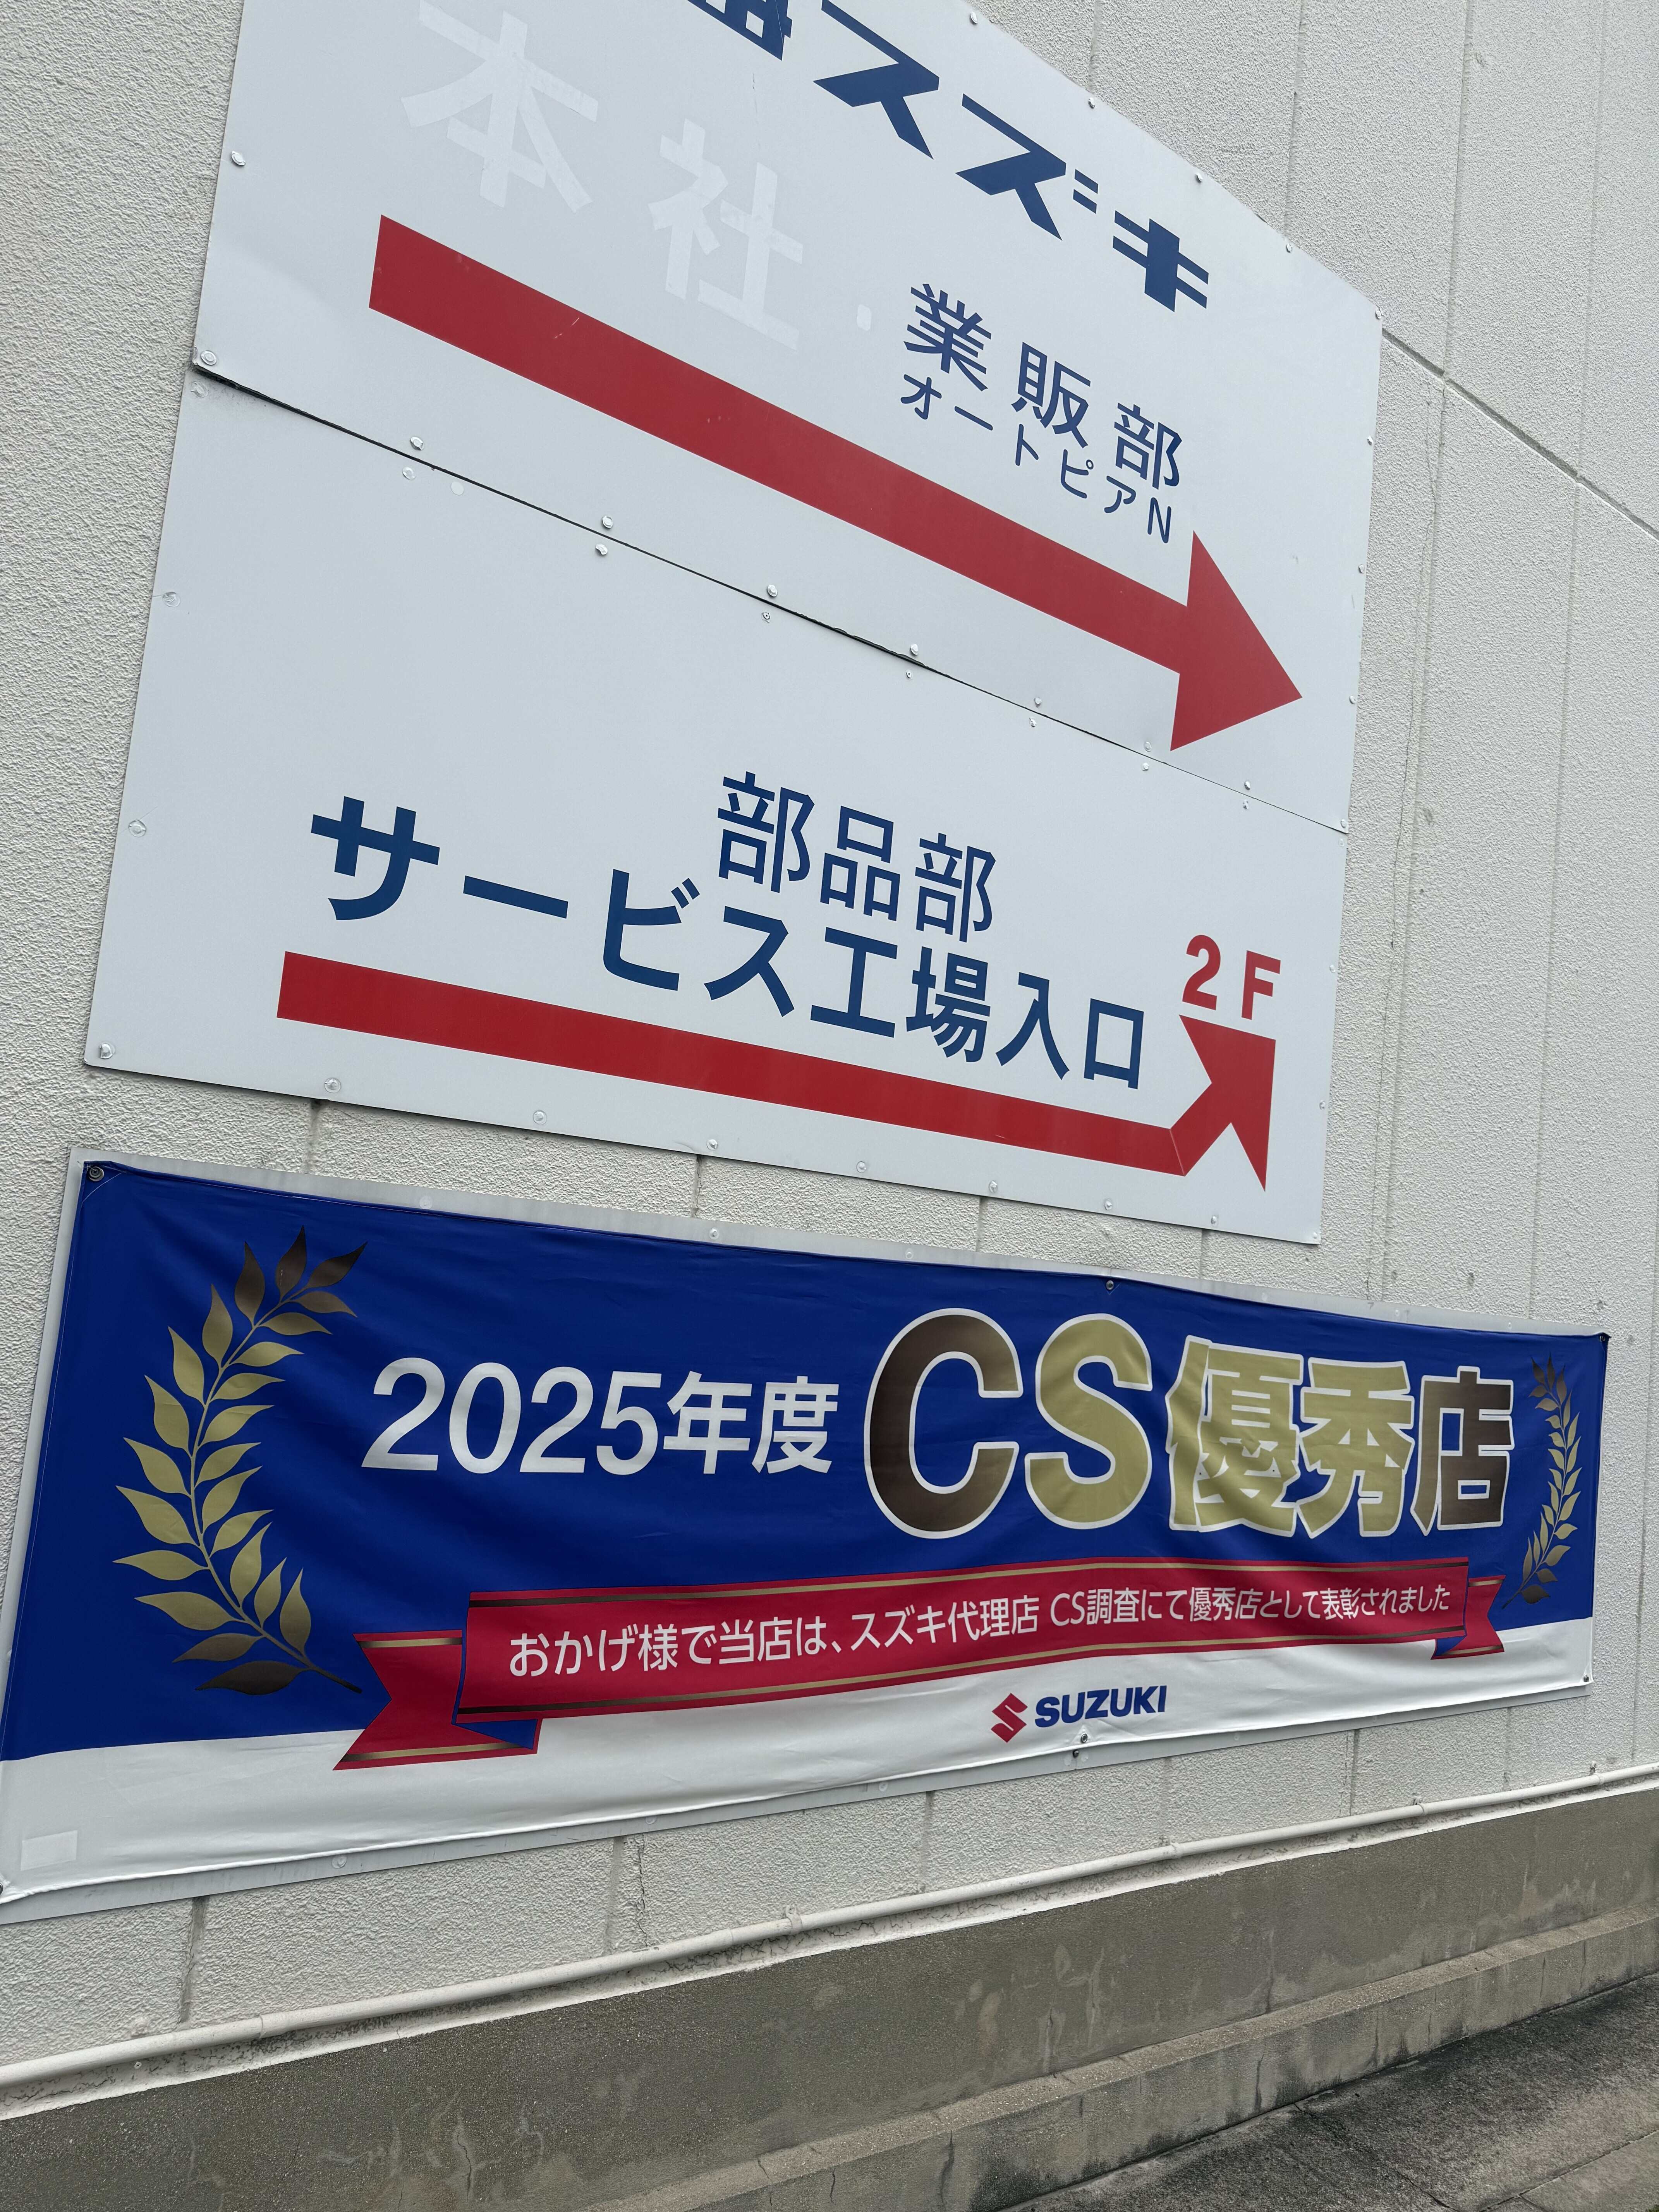 スズキ
本社・
業販部
オートピアN
部品部
サービス工場入口
2F
2025年度 CS優秀店
おかげ様で当店は、スズキ代理店 CS調査にて優秀店として表彰されました
SUZUKI